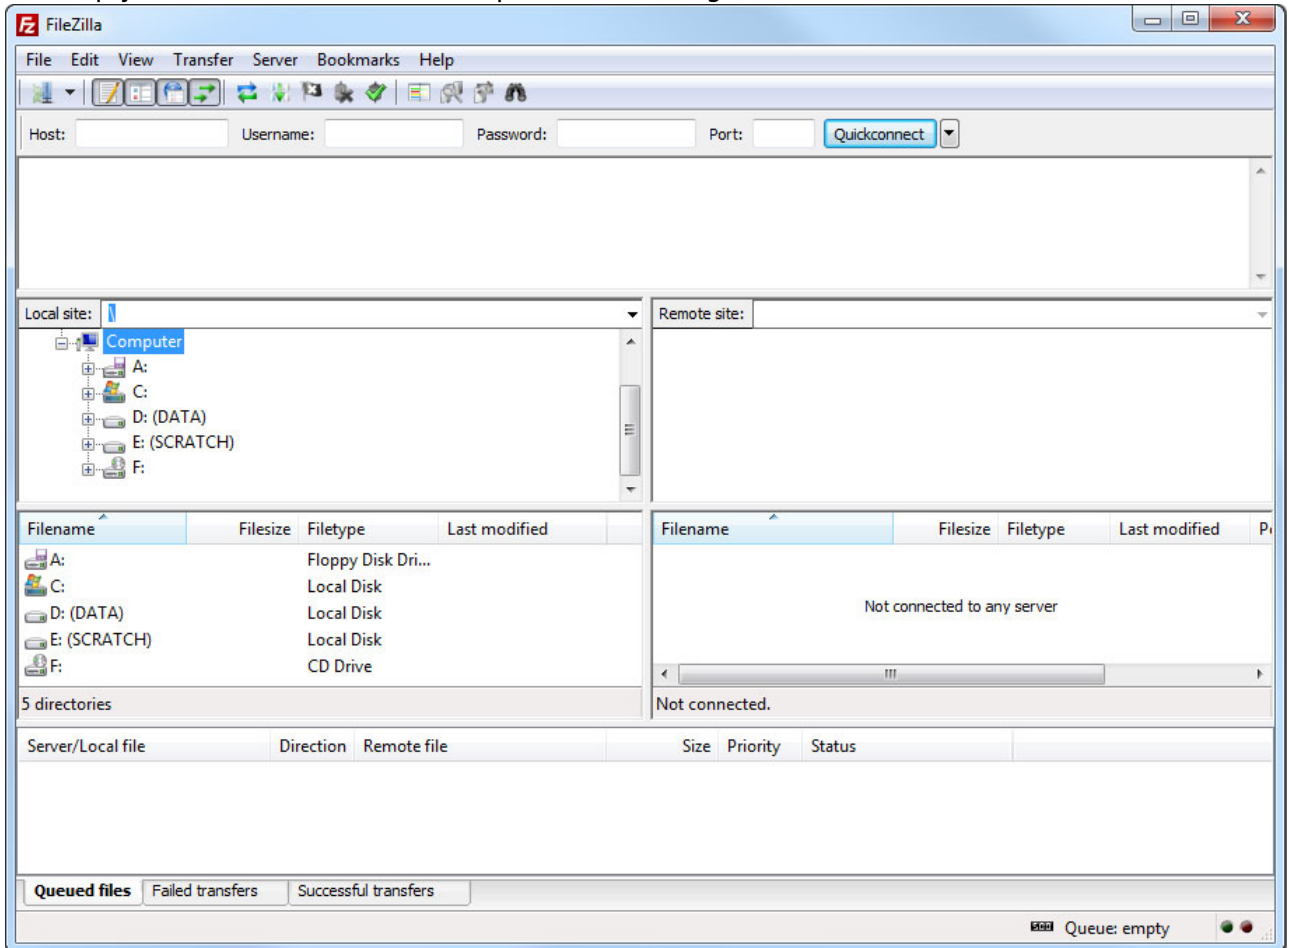 FileZilla
File Edit View Transfer Server Bookmarks Help
Host: Username: Password: Port: Quickconnect
Local site: \
Remote site:
Computer
A:
C:
D: (DATA)
E: (SCRATCH)
F:
Filename Filesize Filetype Last modified
A: Floppy Disk Dri...
C: Local Disk
D: (DATA) Local Disk
E: (SCRATCH) Local Disk
F: CD Drive
5 directories
Filename Filesize Filetype Last modified
Not connected to any server
Not connected.
Server/Local file Direction Remote file Size Priority Status
Queued files Failed transfers Successful transfers
Queue: empty